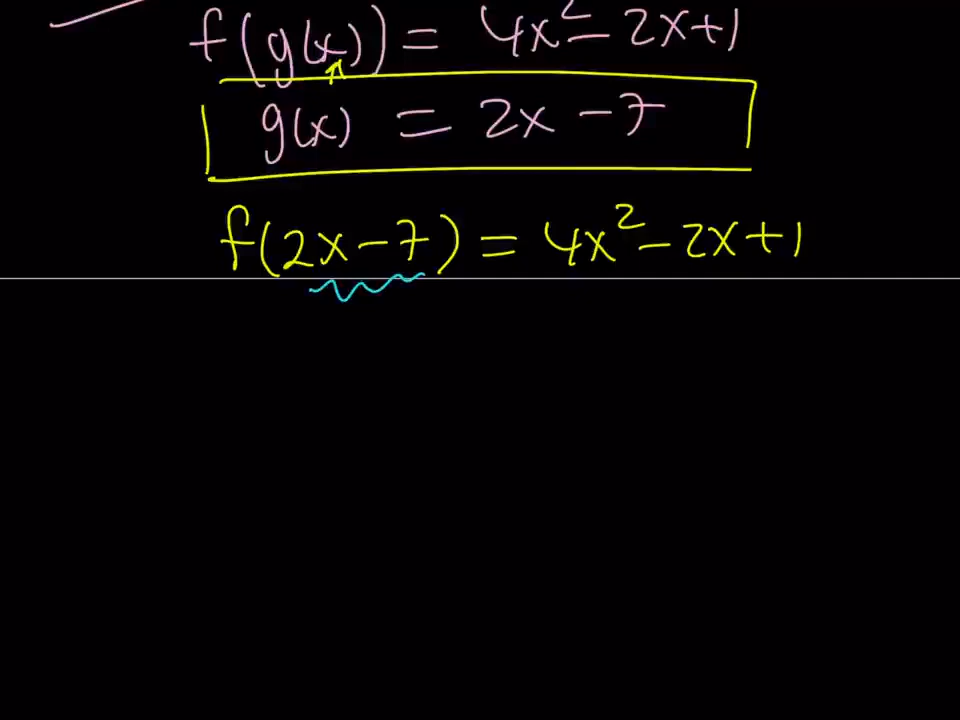 f(g(x)) = 4x² - 2x+1
g(x) = 2x - 7
f(2x - 7) = 4x² - 2x+1